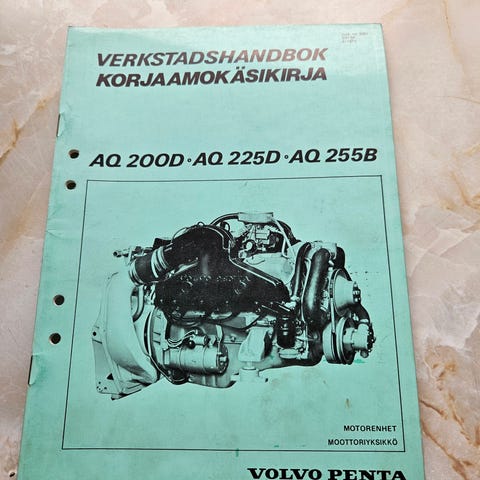 VERKSTADSHANDBOK
KORJAAMOKÄSIKIRJA
AQ 200D • AQ 225D • AQ 255B
MOTORENHET
MOOTTORIYKSIKKÖ
VOLVO PENTA